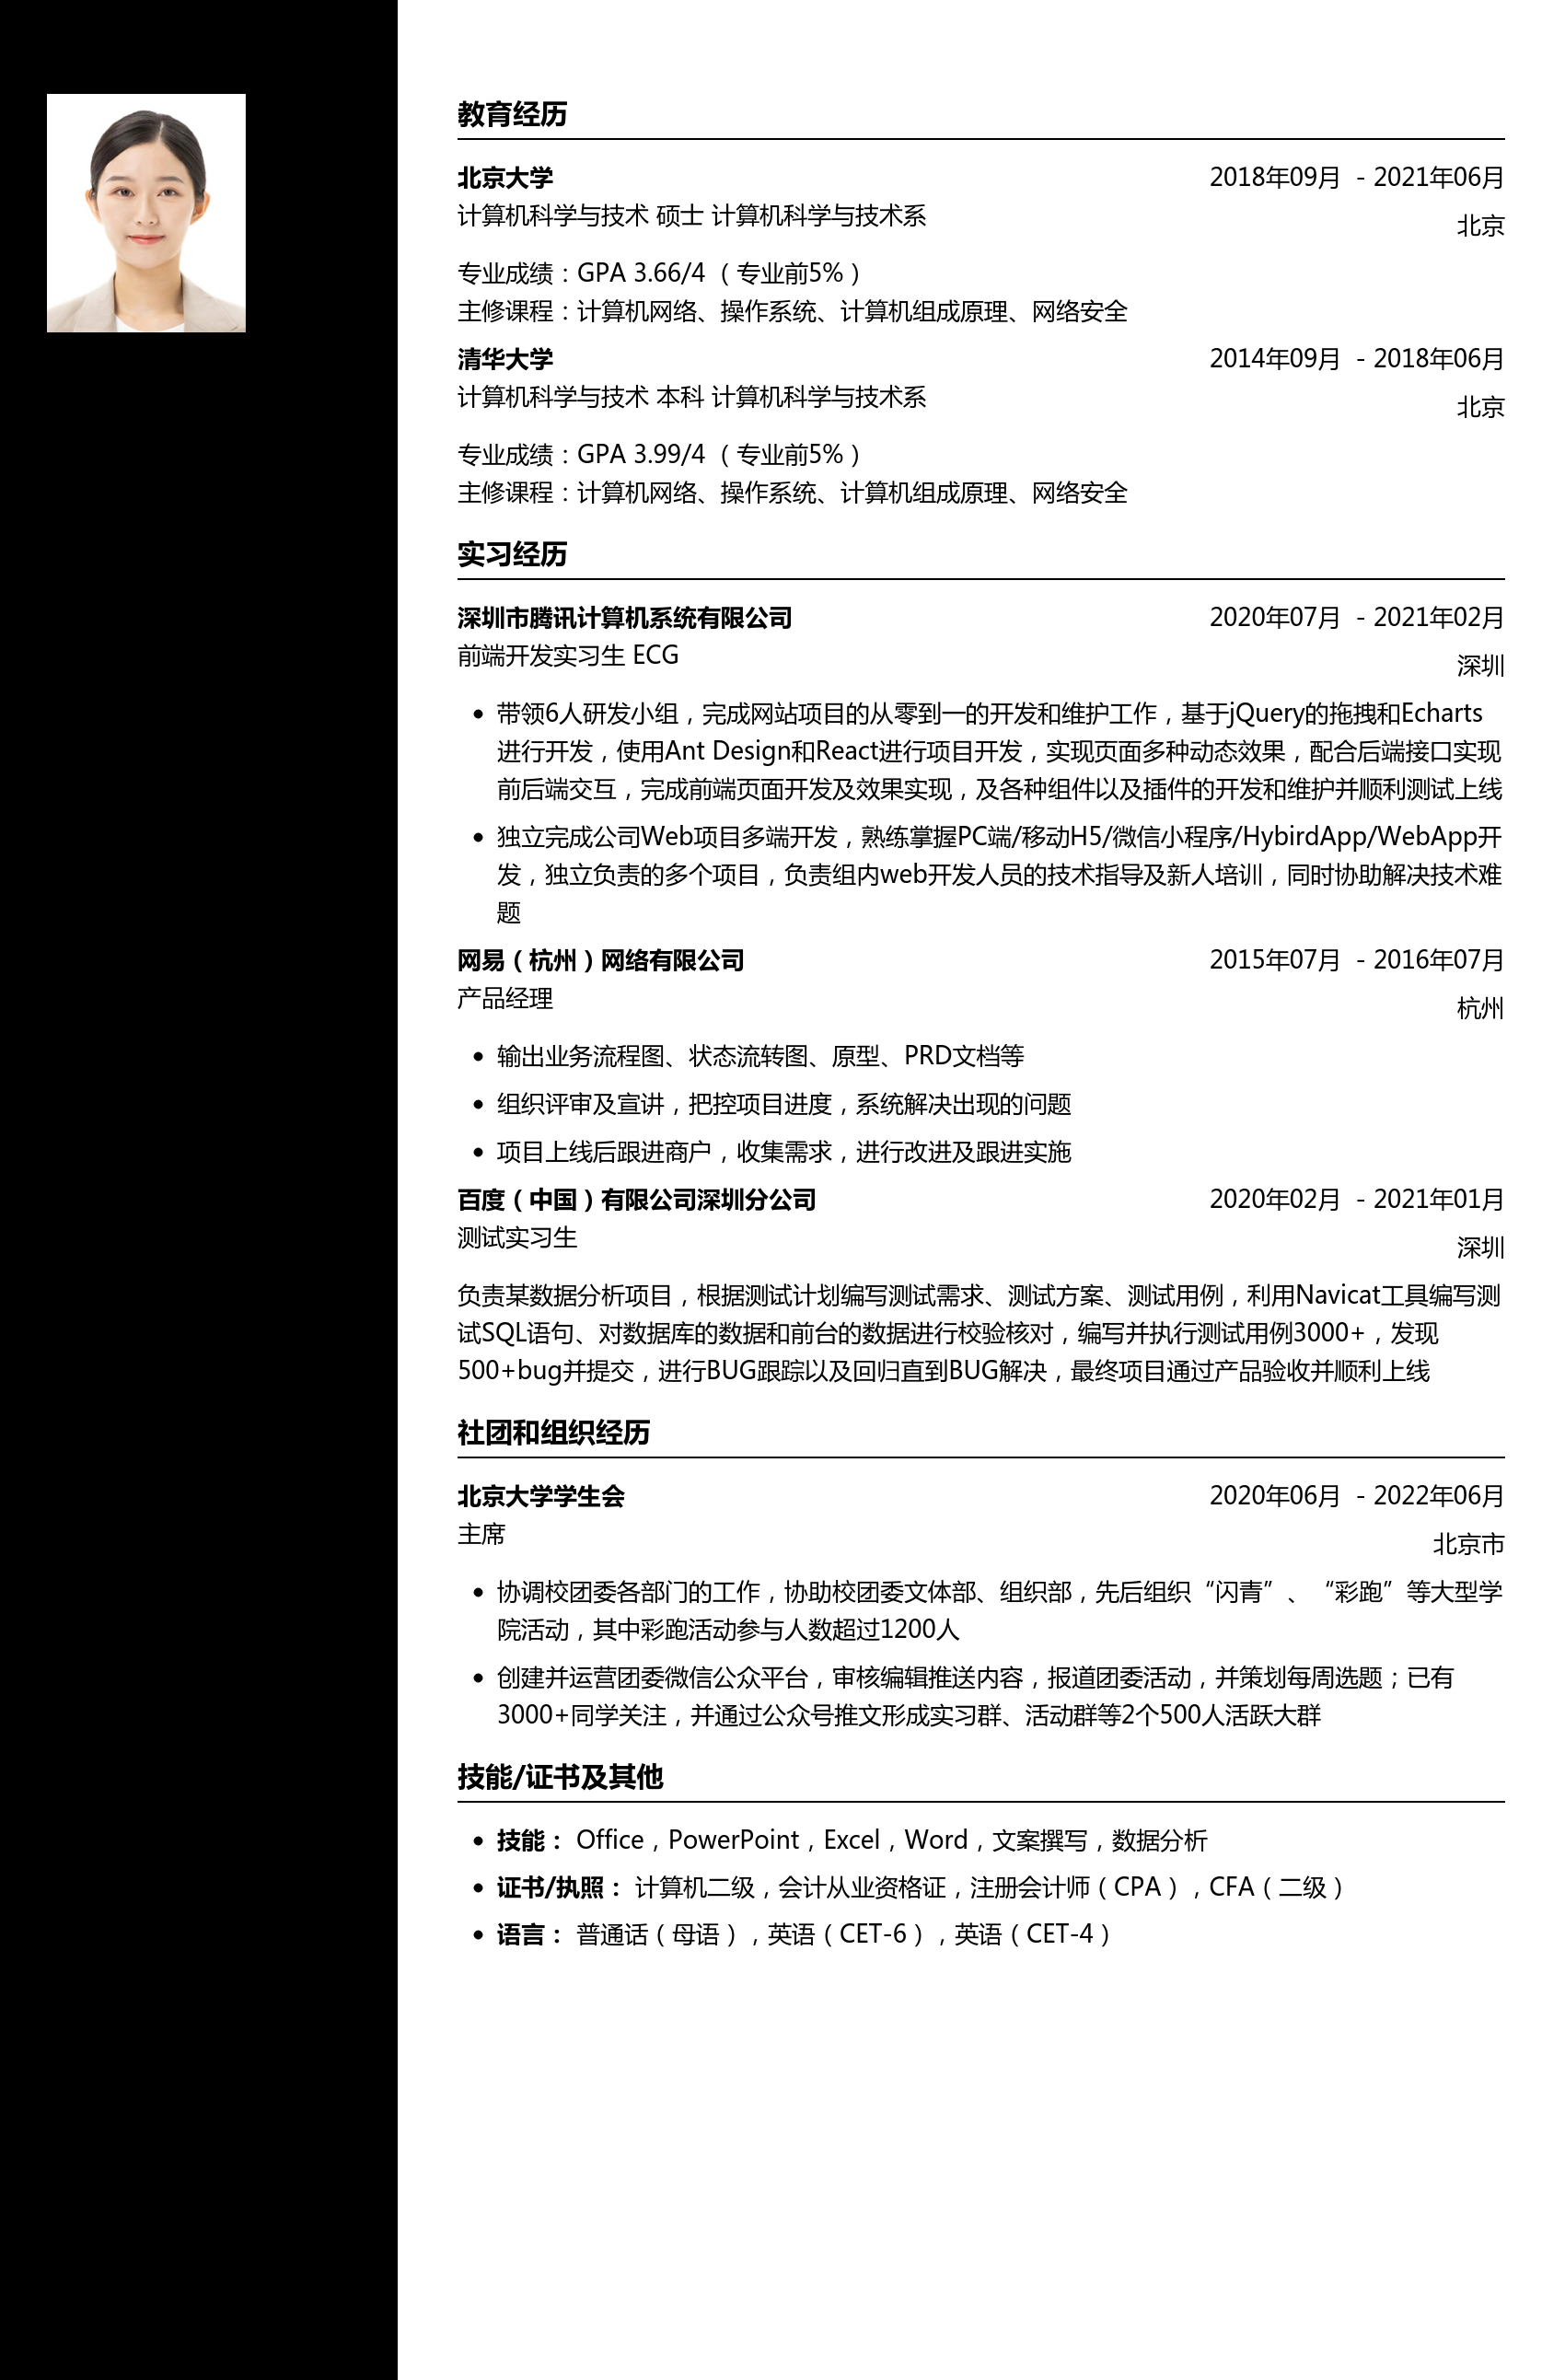 教育经历
北京大学 2018年09月 - 2021年06月
计算机科学与技术 硕士 计算机科学与技术系
北京
专业成绩：GPA 3.66/4 （专业前5%）
主修课程：计算机网络、操作系统、计算机组成原理、网络安全
清华大学 2014年09月 - 2018年06月
计算机科学与技术 本科 计算机科学与技术系
北京
专业成绩：GPA 3.99/4 （专业前5%）
主修课程：计算机网络、操作系统、计算机组成原理、网络安全
实习经历
深圳市腾讯计算机系统有限公司 2020年07月 - 2021年02月
前端开发实习生 ECG
深圳
• 带领6人研发小组，完成网站项目的从零到一的开发和维护工作，基于jQuery的拖拽和Echarts
进行开发，使用Ant Design和React进行项目开发，实现页面多种动态效果，配合后端接口实现
前后端交互，完成前端页面开发及效果实现，及各种组件以及插件的开发和维护并顺利测试上线
• 独立完成公司Web项目多端开发，熟练掌握PC端/移动H5/微信小程序/HybirdApp/WebApp开
发，独立负责的多个项目，负责组内web开发人员的技术指导及新人培训，同时协助解决技术难
题
网易（杭州）网络有限公司 2015年07月 - 2016年07月
产品经理
杭州
• 输出业务流程图、状态流转图、原型、PRD文档等
• 组织评审及宣讲，把控项目进度，系统解决出现的问题
• 项目上线后跟进商户，收集需求，进行改进及跟进实施
百度（中国）有限公司深圳分公司 2020年02月 - 2021年01月
测试实习生
深圳
负责某数据分析项目，根据测试计划编写测试需求、测试方案、测试用例，利用Navicat工具编写测
试SQL语句、对数据库的数据和前台的数据进行校验核对，编写并执行测试用例3000+，发现
500+bug并提交，进行BUG跟踪以及回归直到BUG解决，最终项目通过产品验收并顺利上线
社团和组织经历
北京大学学生会 2020年06月 - 2022年06月
主席
北京市
• 协调校团委各部门的工作，协助校团委文体部、组织部，先后组织“闪青”、“彩跑”等大型学
院活动，其中彩跑活动参与人数超过1200人
• 创建并运营团委微信公众平台，审核编辑推送内容，报道团委活动，并策划每周选题；已有
3000+同学关注，并通过公众号推文形成实习群、活动群等2个500人活跃大群
技能/证书及其他
• 技能： Office，PowerPoint，Excel，Word，文案撰写，数据分析
• 证书/执照： 计算机二级，会计从业资格证，注册会计师（CPA），CFA（二级）
• 语言： 普通话（母语），英语（CET-6），英语（CET-4）